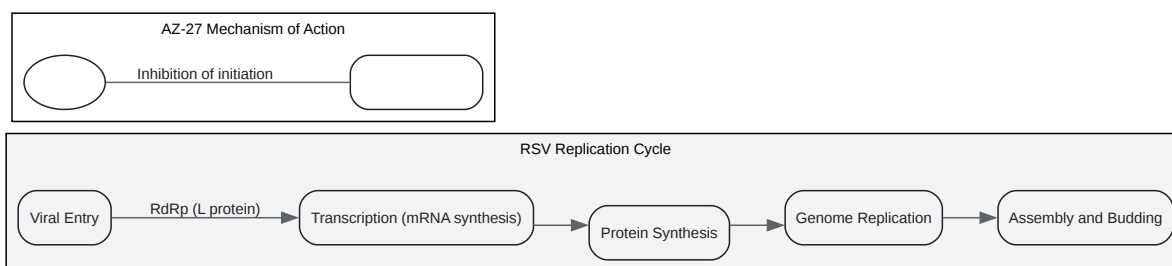 AZ-27 Mechanism of Action
Inhibition of initiation
RSV Replication Cycle
Viral Entry
RdRp (L protein)
Transcription (mRNA synthesis)
Protein Synthesis
Genome Replication
Assembly and Budding